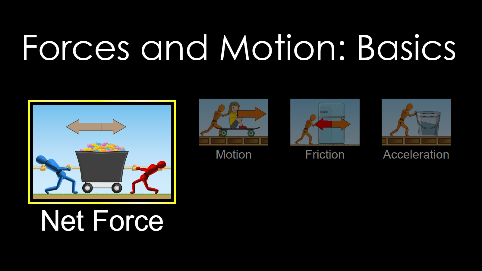 Forces and Motion: Basics
Net Force
Motion
Friction
Acceleration